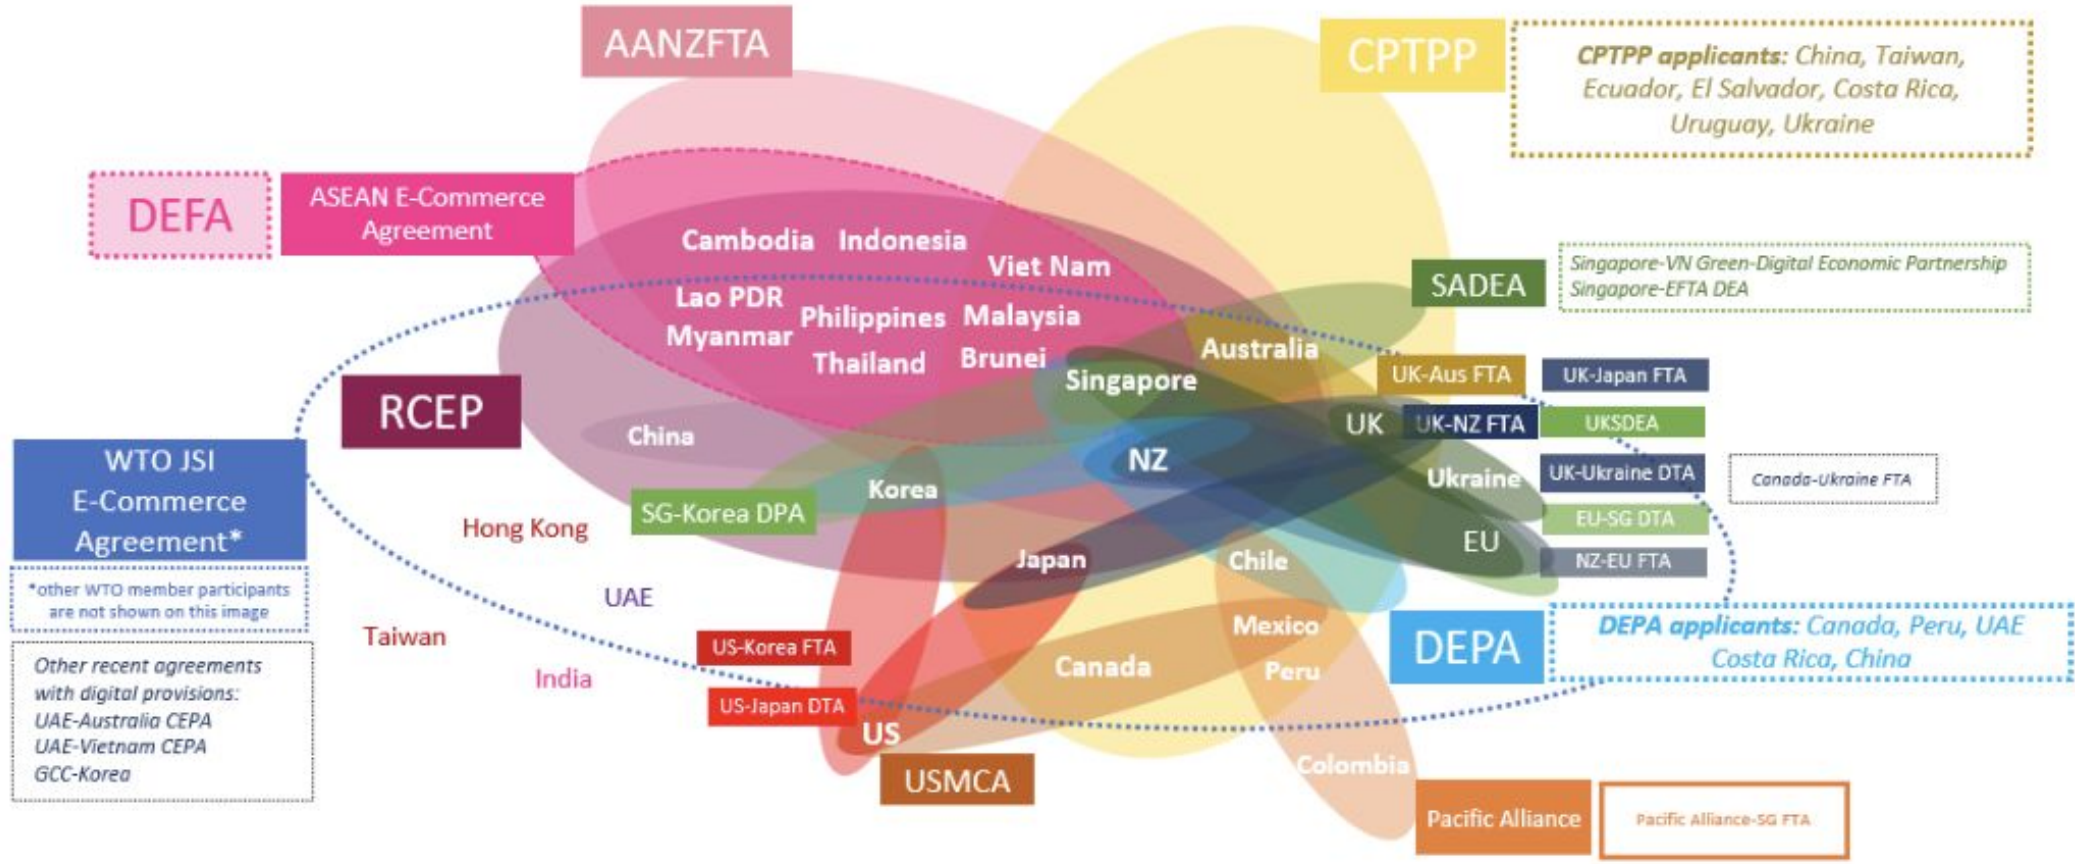 AANZFTA
CPTPP
CPTPP applicants: China, Taiwan,
Ecuador, El Salvador, Costa Rica,
Uruguay, Ukraine
DEFA
ASEAN E-Commerce
Agreement
Cambodia
Indonesia
Viet Nam
Lao PDR
Philippines
Malaysia
Myanmar
Thailand
Brunei
Singapore
Australia
SADEA
Singapore-VN Green-Digital Economic Partnership
Singapore-EFTA DEA
RCEP
China
UK-Aus FTA
UK-Japan FTA
UK
UK-NZ FTA
UKSDEA
NZ
Korea
SG-Korea DPA
Ukraine
UK-Ukraine DTA
Canada-Ukraine FTA
EU-SG DTA
EU
NZ-EU FTA
WTO JSI
E-Commerce
Agreement*
*other WTO member participants
are not shown on this image
Hong Kong
UAE
Taiwan
India
Japan
Chile
Mexico
Canada
Peru
DEPA
DEPA applicants: Canada, Peru, UAE
Costa Rica, China
Other recent agreements
with digital provisions:
UAE-Australia CEPA
UAE-Vietnam CEPA
GCC-Korea
US-Korea FTA
US-Japan DTA
US
USMCA
Colombia
Pacific Alliance
Pacific Alliance-SG FTA